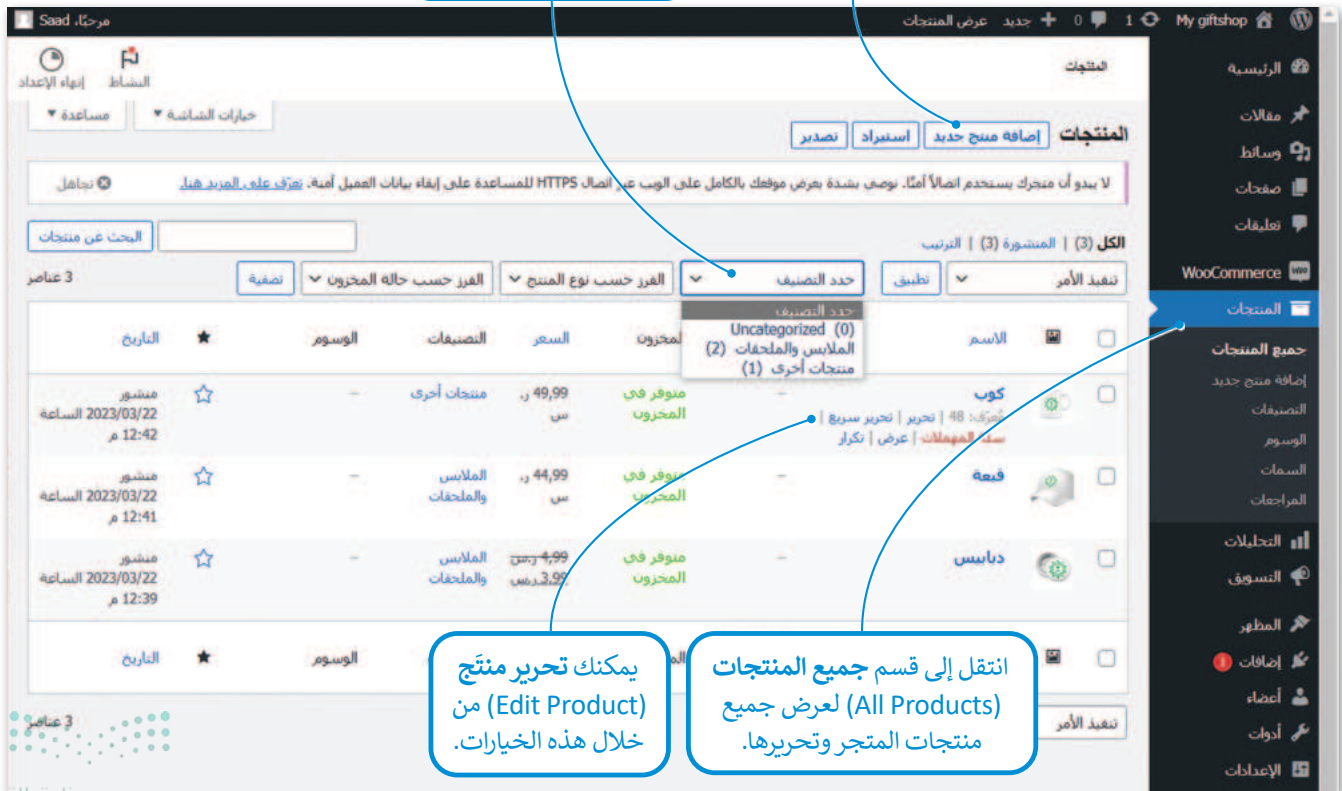 My giftshop
1
0
جديد
عرض المنتجات
مرحبًا، Saad
المنتجات
النشاط
إنهاء الإعداد
خيارات الشاشة
مساعدة
المنتجات
إضافة منتج جديد
استيراد
تصدير
لا يبدو أن متجرك يستخدم اتصالاً آمنًا. نوصي بشدة بعرض موقعك بالكامل على الويب عبر اتصال HTTPS للمساعدة على إبقاء بيانات العميل آمنة. تعرّف على المزيد هنا.
تجاهل
الكل (3) | المنشورة (3) | الترتيب
البحث عن منتجات
تنفيذ الأمر
تطبيق
حدد التصنيف
الفرز حسب نوع المنتج
الفرز حسب حالة المخزون
تصفية
3 عناصر
حدد التصنيف
Uncategorized (0)
الملابس والملحقات (2)
منتجات أخرى (1)
الاسم
المخزون
السعر
التصنيفات
الوسوم
التاريخ
كوب
مُعرّف: 48 | تحرير | تحرير سريع |
سلة المهملات | عرض | تكرار
–
متوفر في
المخزون
49,99 ر.
س
منتجات أخرى
–
منشور
2023/03/22 الساعة
12:42 م
قبعة
–
متوفر في
المخزون
44,99 ر.
س
الملابس
والملحقات
–
منشور
2023/03/22 الساعة
12:41 م
دبابيس
–
متوفر في
المخزون
4,99 ر.س
3,99 ر.س
الملابس
والملحقات
–
منشور
2023/03/22 الساعة
12:39 م
الوسوم
التاريخ
تنفيذ الأمر
3 عناصر
انتقل إلى قسم جميع المنتجات
(All Products) لعرض جميع
منتجات المتجر وتحريرها.
يمكنك تحرير منتَج
(Edit Product) من
خلال هذه الخيارات.
الرئيسية
مقالات
وسائط
صفحات
تعليقات
WooCommerce
المنتجات
جميع المنتجات
إضافة منتج جديد
التصنيفات
الوسوم
السمات
المراجعات
التحليلات
التسويق
المظهر
إضافات 1
أعضاء
أدوات
الإعدادات